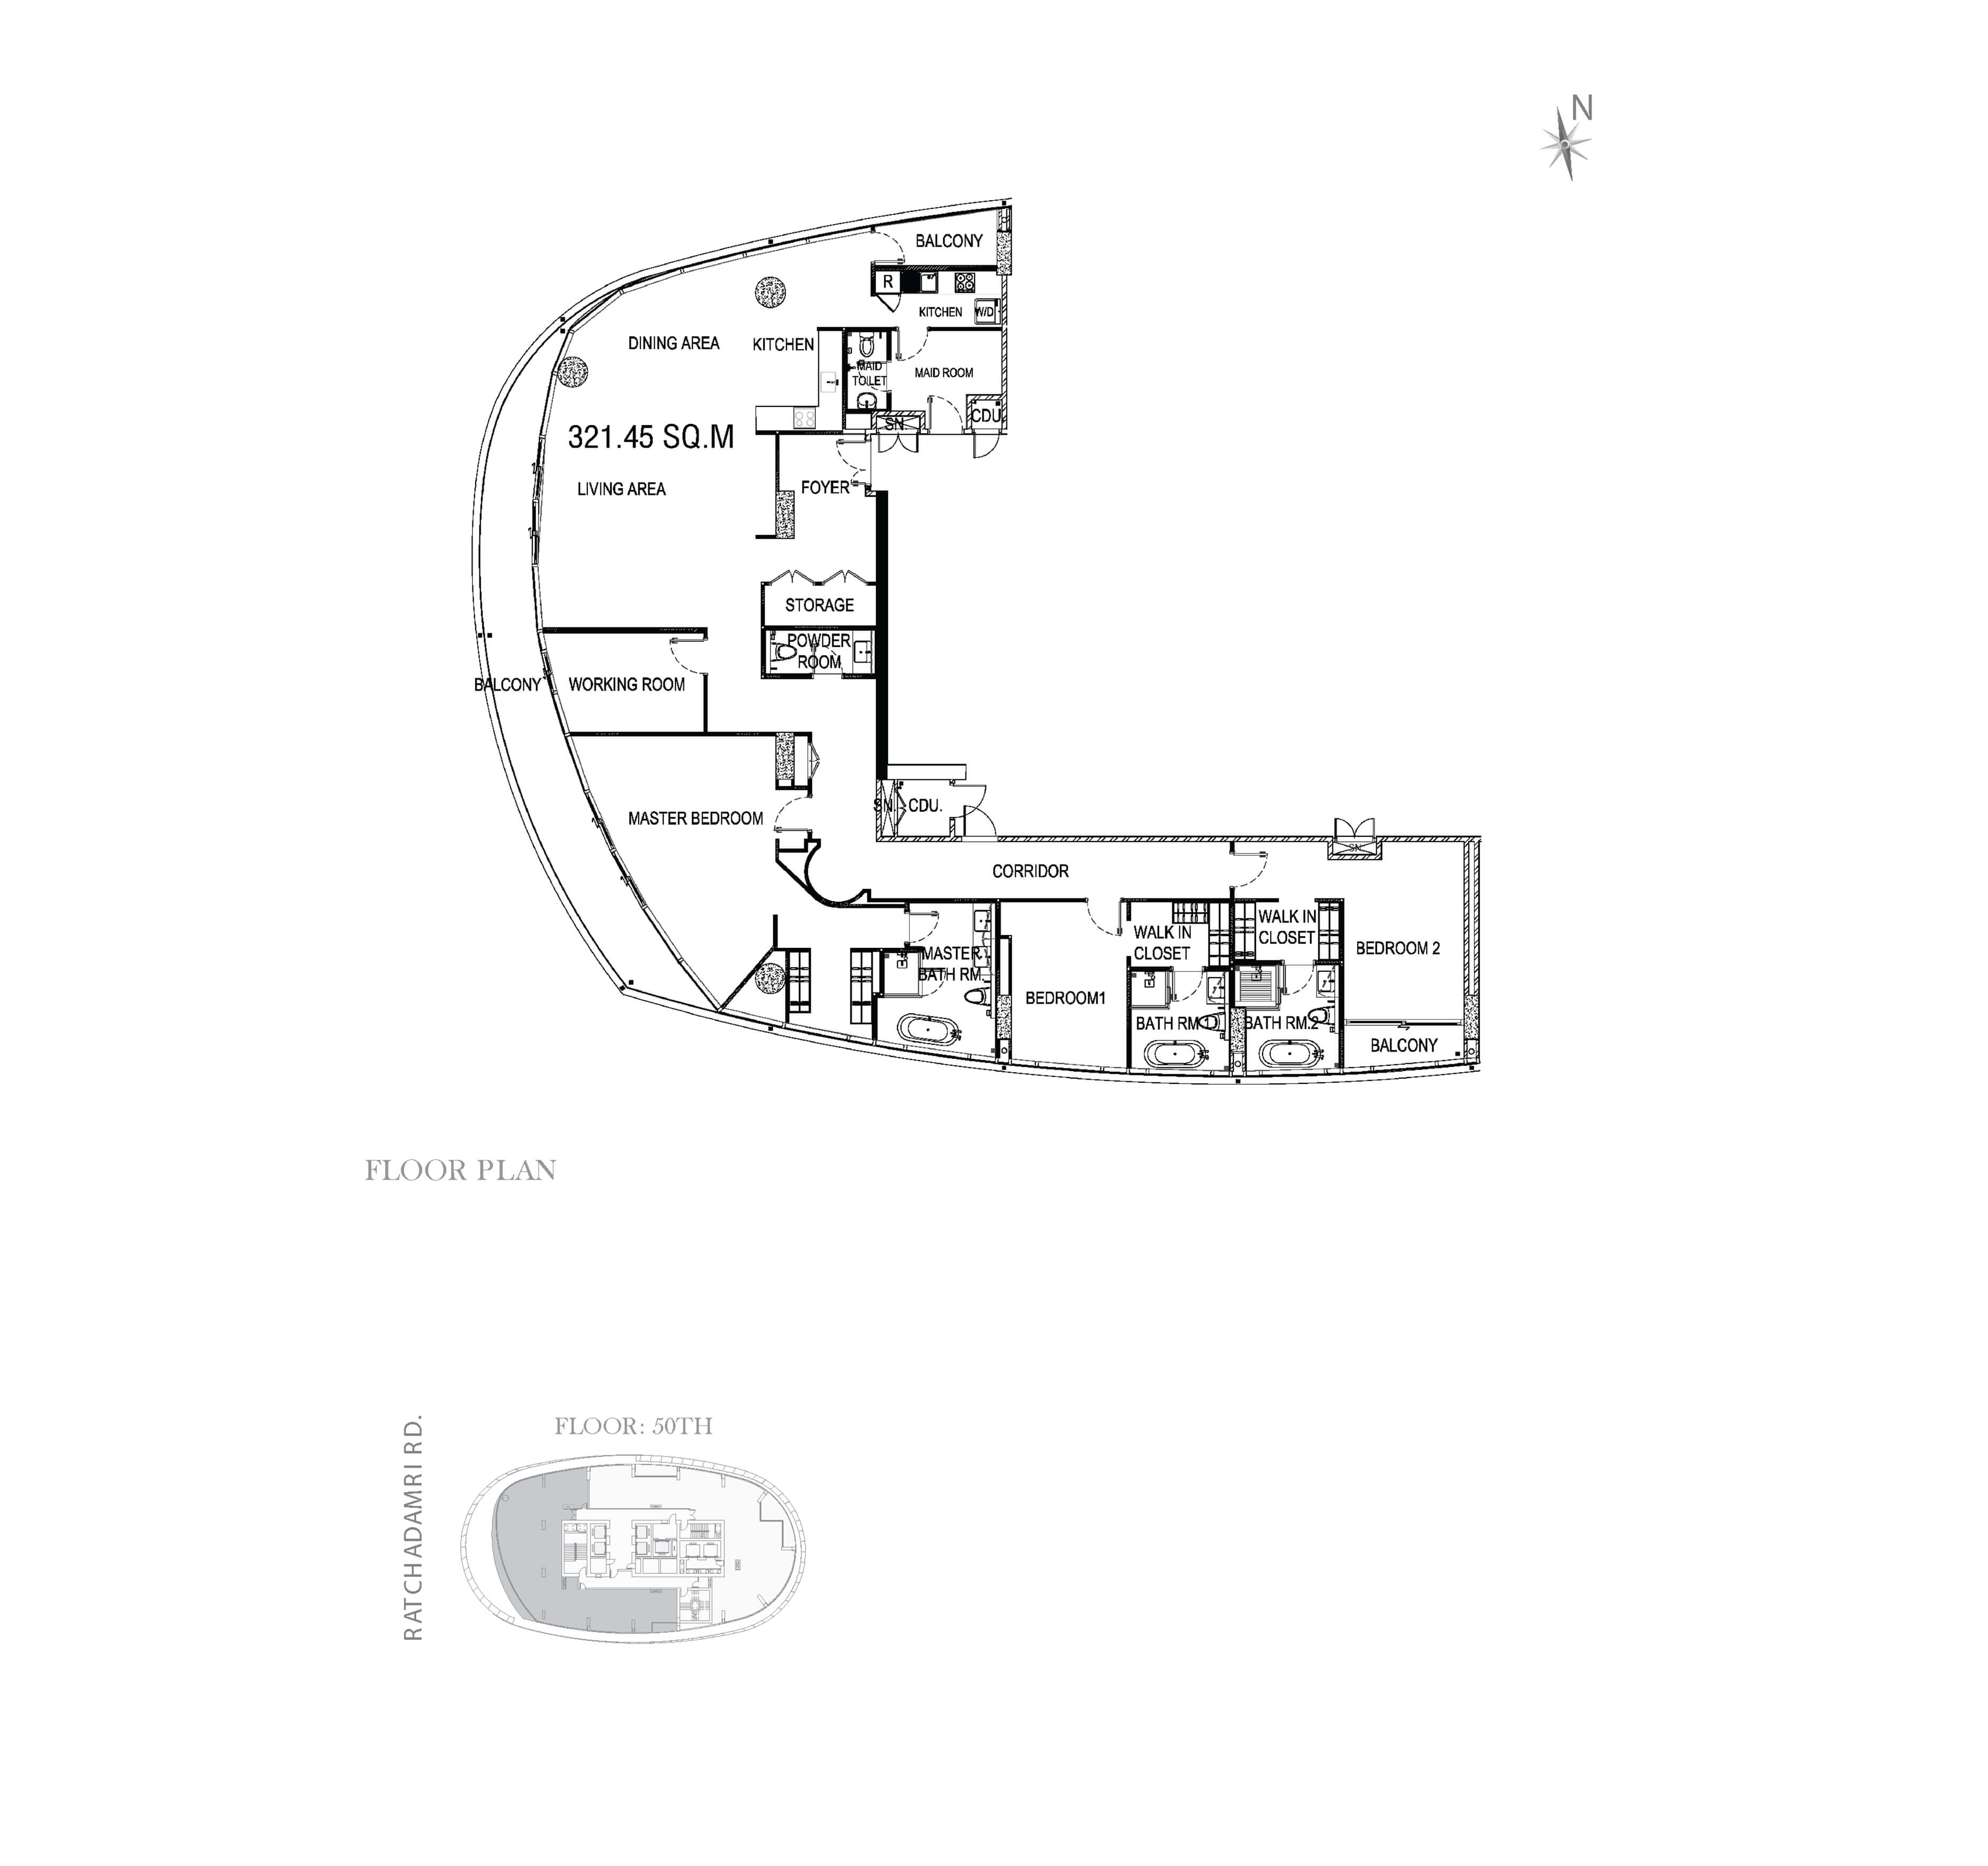 N
BALCONY
R
KITCHEN
W/D
DINING AREA
KITCHEN
MAID
TOILET
MAID ROOM
SN.
CDU
321.45 SQ.M
LIVING AREA
FOYER
STORAGE
POWDER
ROOM
BALCONY
WORKING ROOM
SN.
CDU.
MASTER BEDROOM
SN.
CORRIDOR
WALK IN
CLOSET
WALK IN
CLOSET
BEDROOM 2
MASTER
BATH RM.
BEDROOM1
BATH RM.1
BATH RM.2
BALCONY
FLOOR PLAN
FLOOR: 50TH
RATCHADAMRI RD.